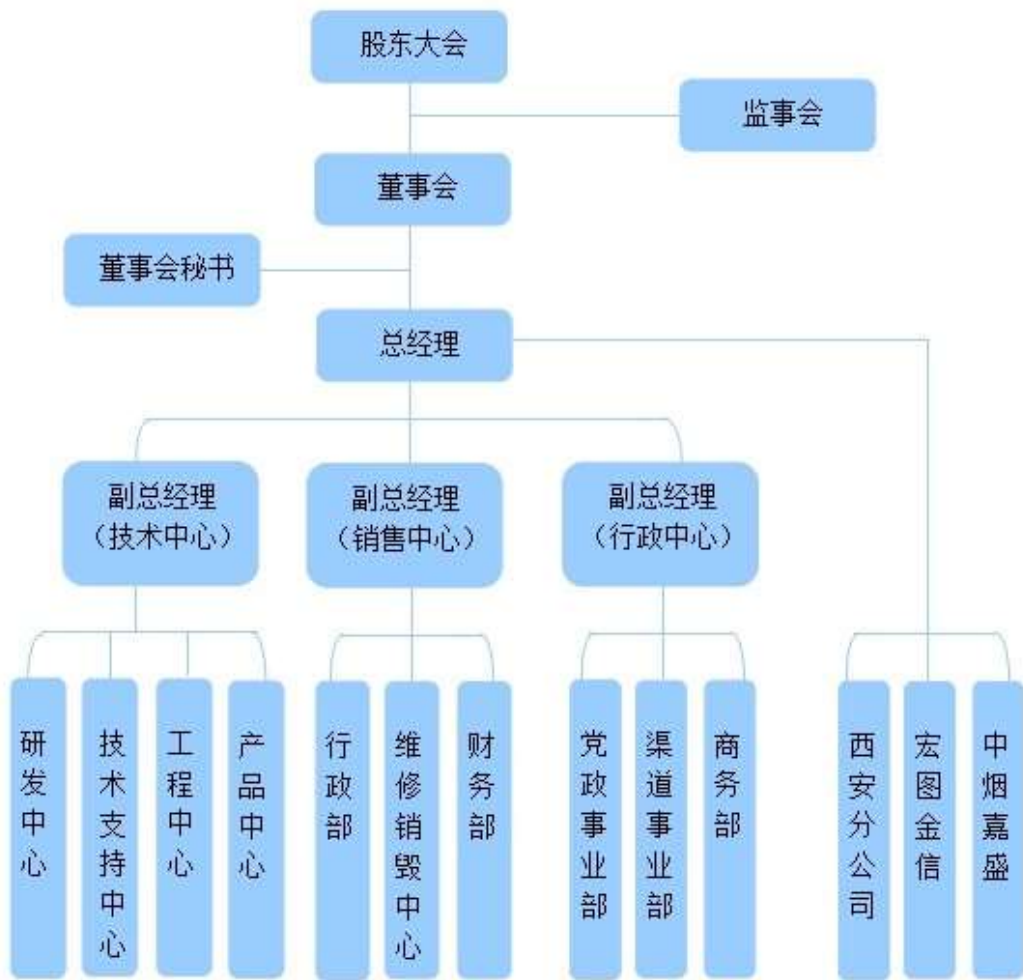 股东大会
监事会
董事会
董事会秘书
总经理
副总经理
（技术中心）
副总经理
（销售中心）
副总经理
（行政中心）
研发中心
技术支持中心
工程中心
产品中心
行政部
维修销毁中心
财务部
党政事业部
渠道事业部
商务部
西安分公司
宏图金信
中烟嘉盛